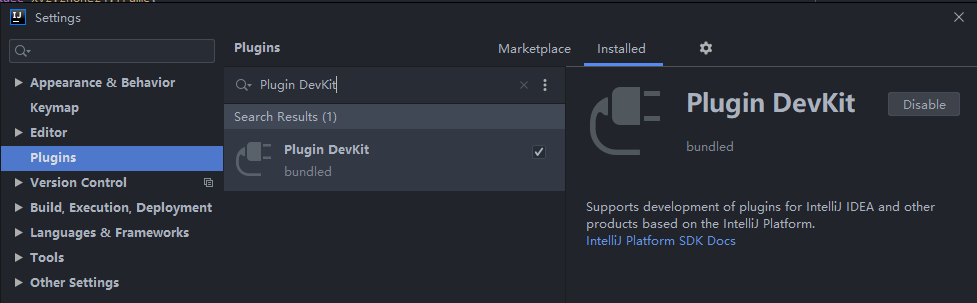 Settings
Plugins
Marketplace
Installed
Appearance & Behavior
Keymap
Editor
Plugins
Version Control
Build, Execution, Deployment
Languages & Frameworks
Tools
Other Settings
Plugin DevKit
Search Results (1)
Plugin DevKit
bundled
Plugin DevKit
Disable
bundled
Supports development of plugins for IntelliJ IDEA and other
products based on the IntelliJ Platform.
IntelliJ Platform SDK Docs